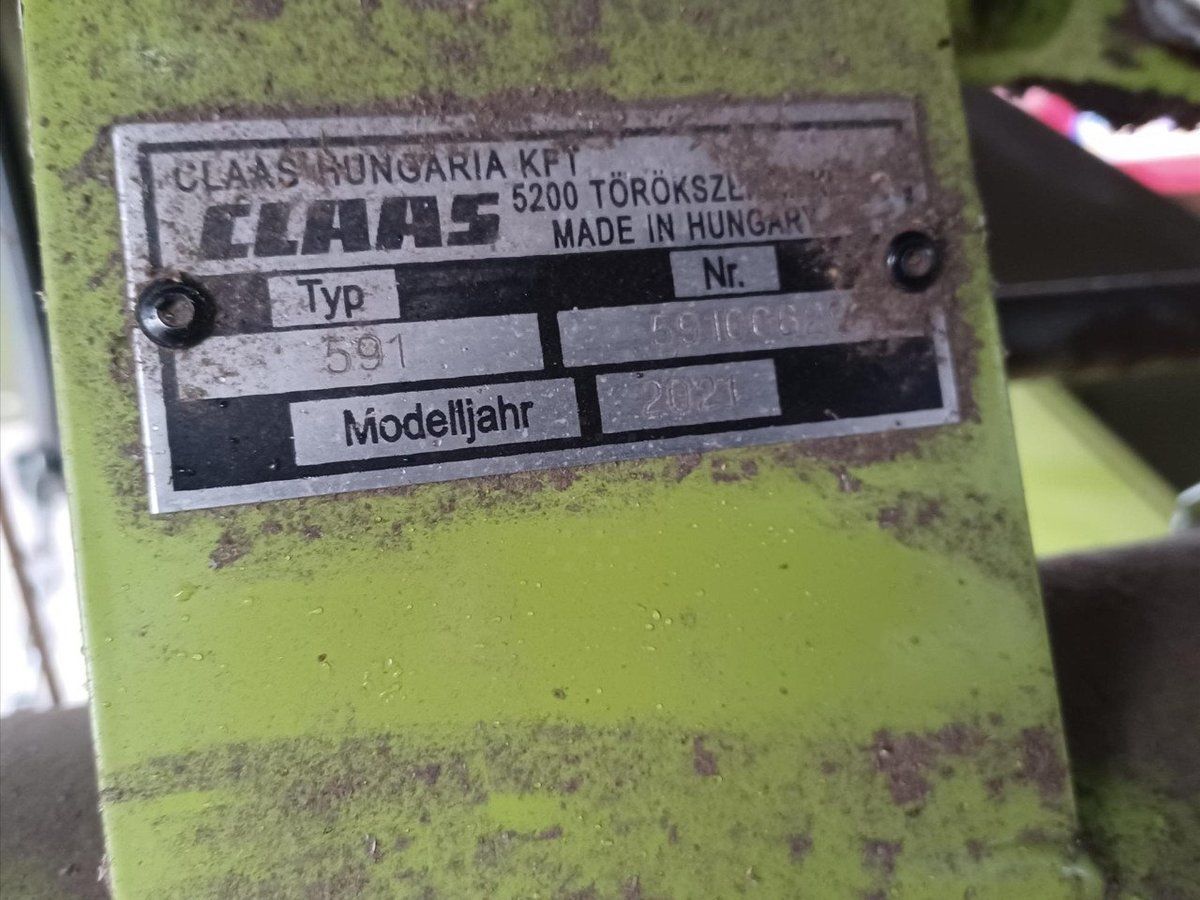 CLAAS HUNGARIA KFT
CLAAS
5200
MADE IN HUNGARY
Typ
Nr.
591
Modelljahr
2021